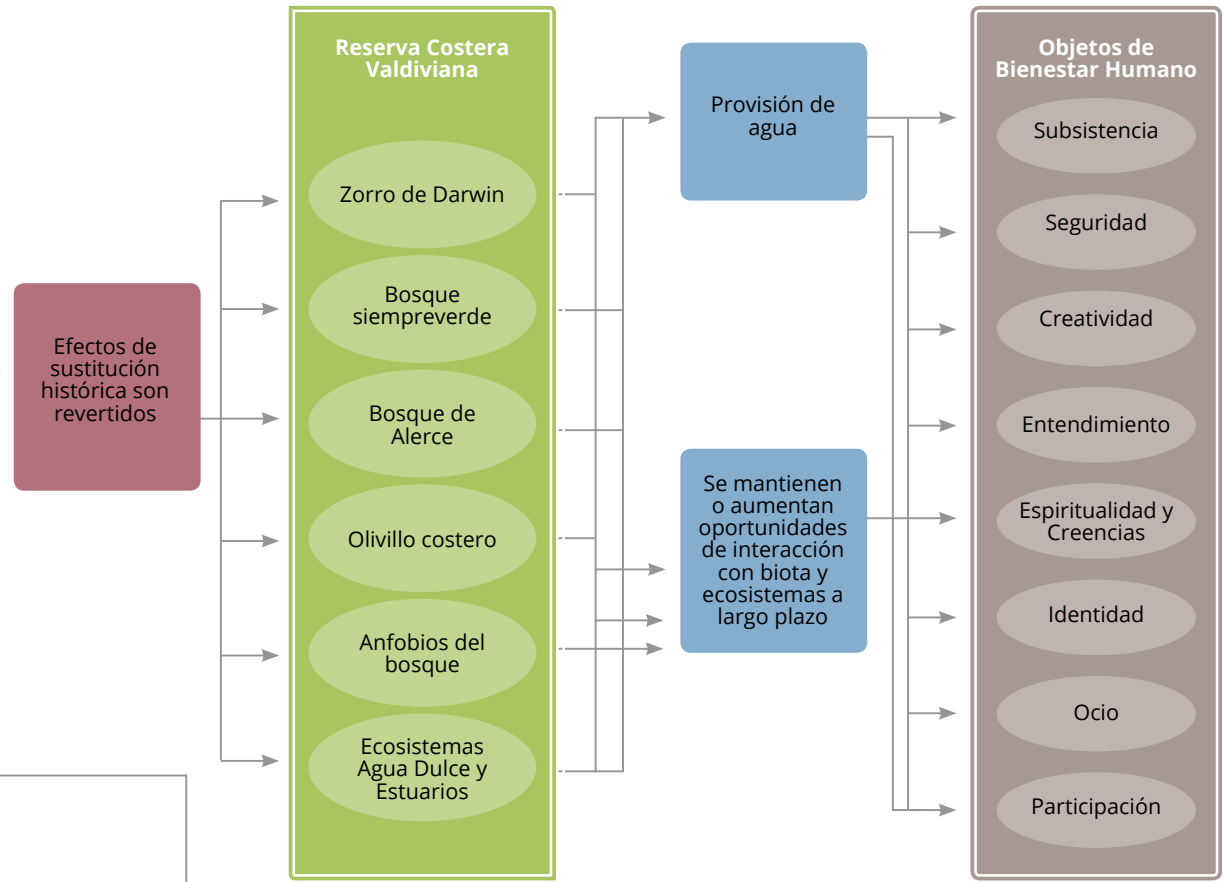 Efectos de
sustitución
histórica son
revertidos
Reserva Costera
Valdiviana
Zorro de Darwin
Bosque
siempreverde
Bosque de
Alerce
Olivillo costero
Anfobios del
bosque
Ecosistemas
Agua Dulce y
Estuarios
Provisión de
agua
Se mantienen
o aumentan
oportunidades
de interacción
con biota y
ecosistemas a
largo plazo
Objetos de
Bienestar Humano
Subsistencia
Seguridad
Creatividad
Entendimiento
Espiritualidad y
Creencias
Identidad
Ocio
Participación